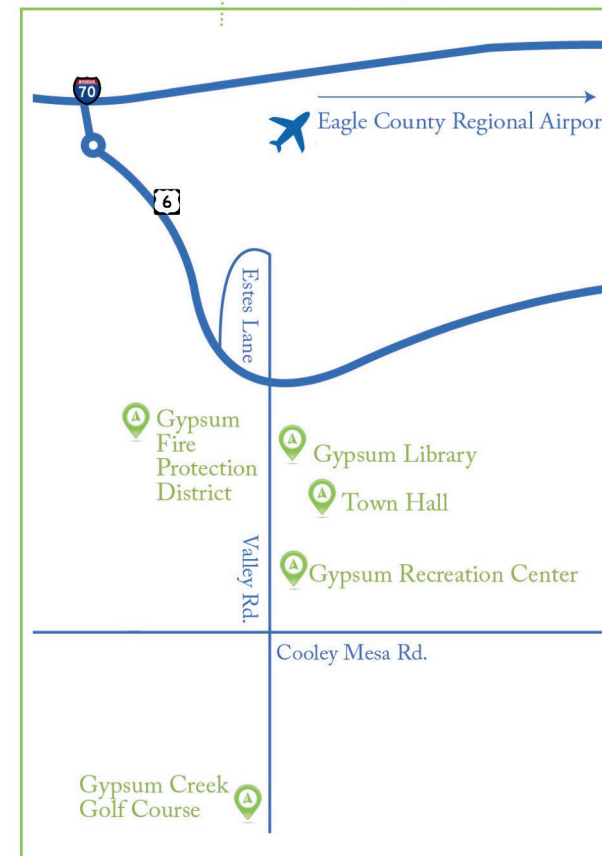 70
Eagle County Regional Airpor
6
Estes Lane
Gypsum
Fire
Protection
District
Gypsum Library
Town Hall
Valley Rd.
Gypsum Recreation Center
Cooley Mesa Rd.
Gypsum Creek
Golf Course